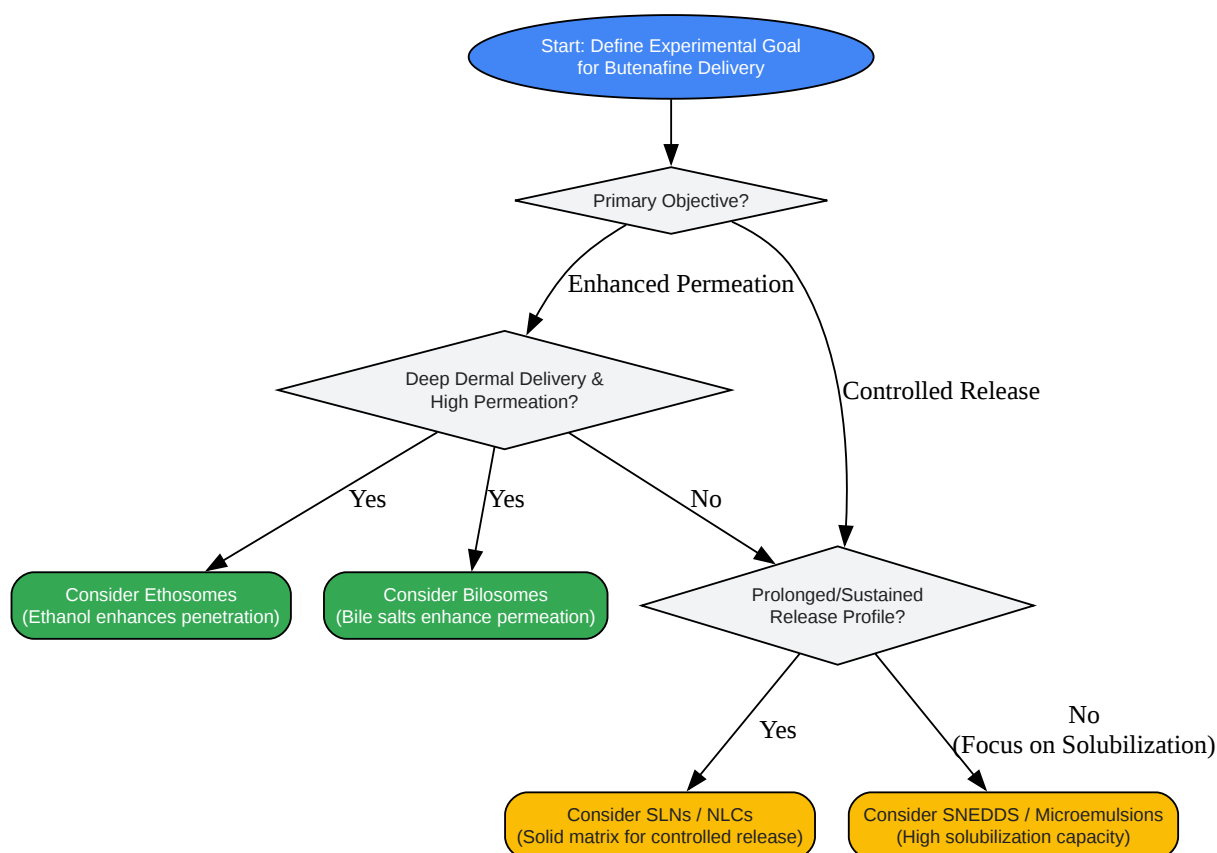 Start: Define Experimental Goal
for Butenafine Delivery
Primary Objective?
Enhanced Permeation
Deep Dermal Delivery &
High Permeation?
Controlled Release
Yes
Yes
No
Consider Ethosomes
(Ethanol enhances penetration)
Consider Bilosomes
(Bile salts enhance permeation)
Prolonged/Sustained
Release Profile?
Yes
No
(Focus on Solubilization)
Consider SLNs / NLCs
(Solid matrix for controlled release)
Consider SNEDDS / Microemulsions
(High solubilization capacity)